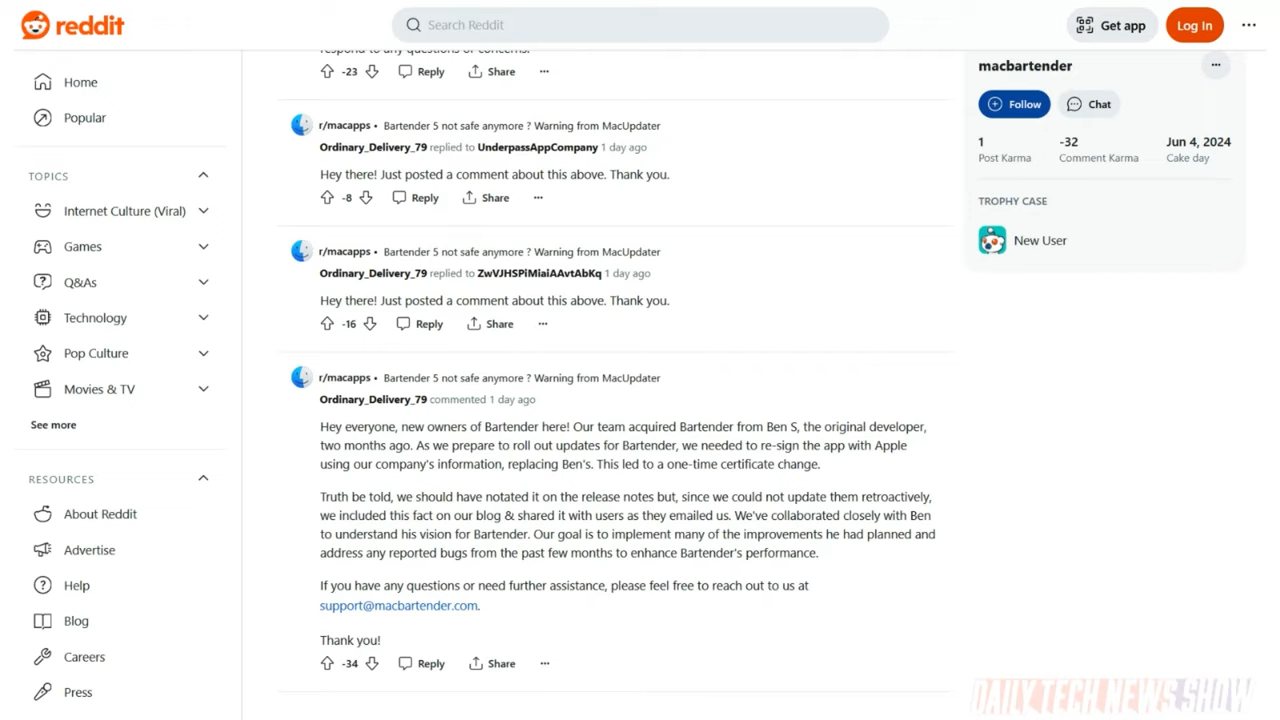 reddit
Search Reddit
Get app
Log In
Home
Popular
TOPICS
Internet Culture (Viral)
Games
Q&As
Technology
Pop Culture
Movies & TV
See more
RESOURCES
About Reddit
Advertise
Help
Blog
Careers
Press
respond to any questions or concerns.
-23 Reply Share
r/macapps • Bartender 5 not safe anymore ? Warning from MacUpdater
Ordinary_Delivery_79 replied to UnderpassAppCompany 1 day ago
Hey there! Just posted a comment about this above. Thank you.
-8 Reply Share
r/macapps • Bartender 5 not safe anymore ? Warning from MacUpdater
Ordinary_Delivery_79 replied to ZwVJHSPiMiaiAAvtAbKq 1 day ago
Hey there! Just posted a comment about this above. Thank you.
-16 Reply Share
r/macapps • Bartender 5 not safe anymore ? Warning from MacUpdater
Ordinary_Delivery_79 commented 1 day ago
Hey everyone, new owners of Bartender here! Our team acquired Bartender from Ben S, the original developer,
two months ago. As we prepare to roll out updates for Bartender, we needed to re-sign the app with Apple
using our company's information, replacing Ben's. This led to a one-time certificate change.
Truth be told, we should have notated it on the release notes but, since we could not update them retroactively,
we included this fact on our blog & shared it with users as they emailed us. We've collaborated closely with Ben
to understand his vision for Bartender. Our goal is to implement many of the improvements he had planned and
address any reported bugs from the past few months to enhance Bartender's performance.
If you have any questions or need further assistance, please feel free to reach out to us at
support@macbartender.com.
Thank you!
-34 Reply Share
macbartender
Follow Chat
1 -32 Jun 4, 2024
Post Karma Comment Karma Cake day
TROPHY CASE
New User
DAILY TECH NEWS SHOW